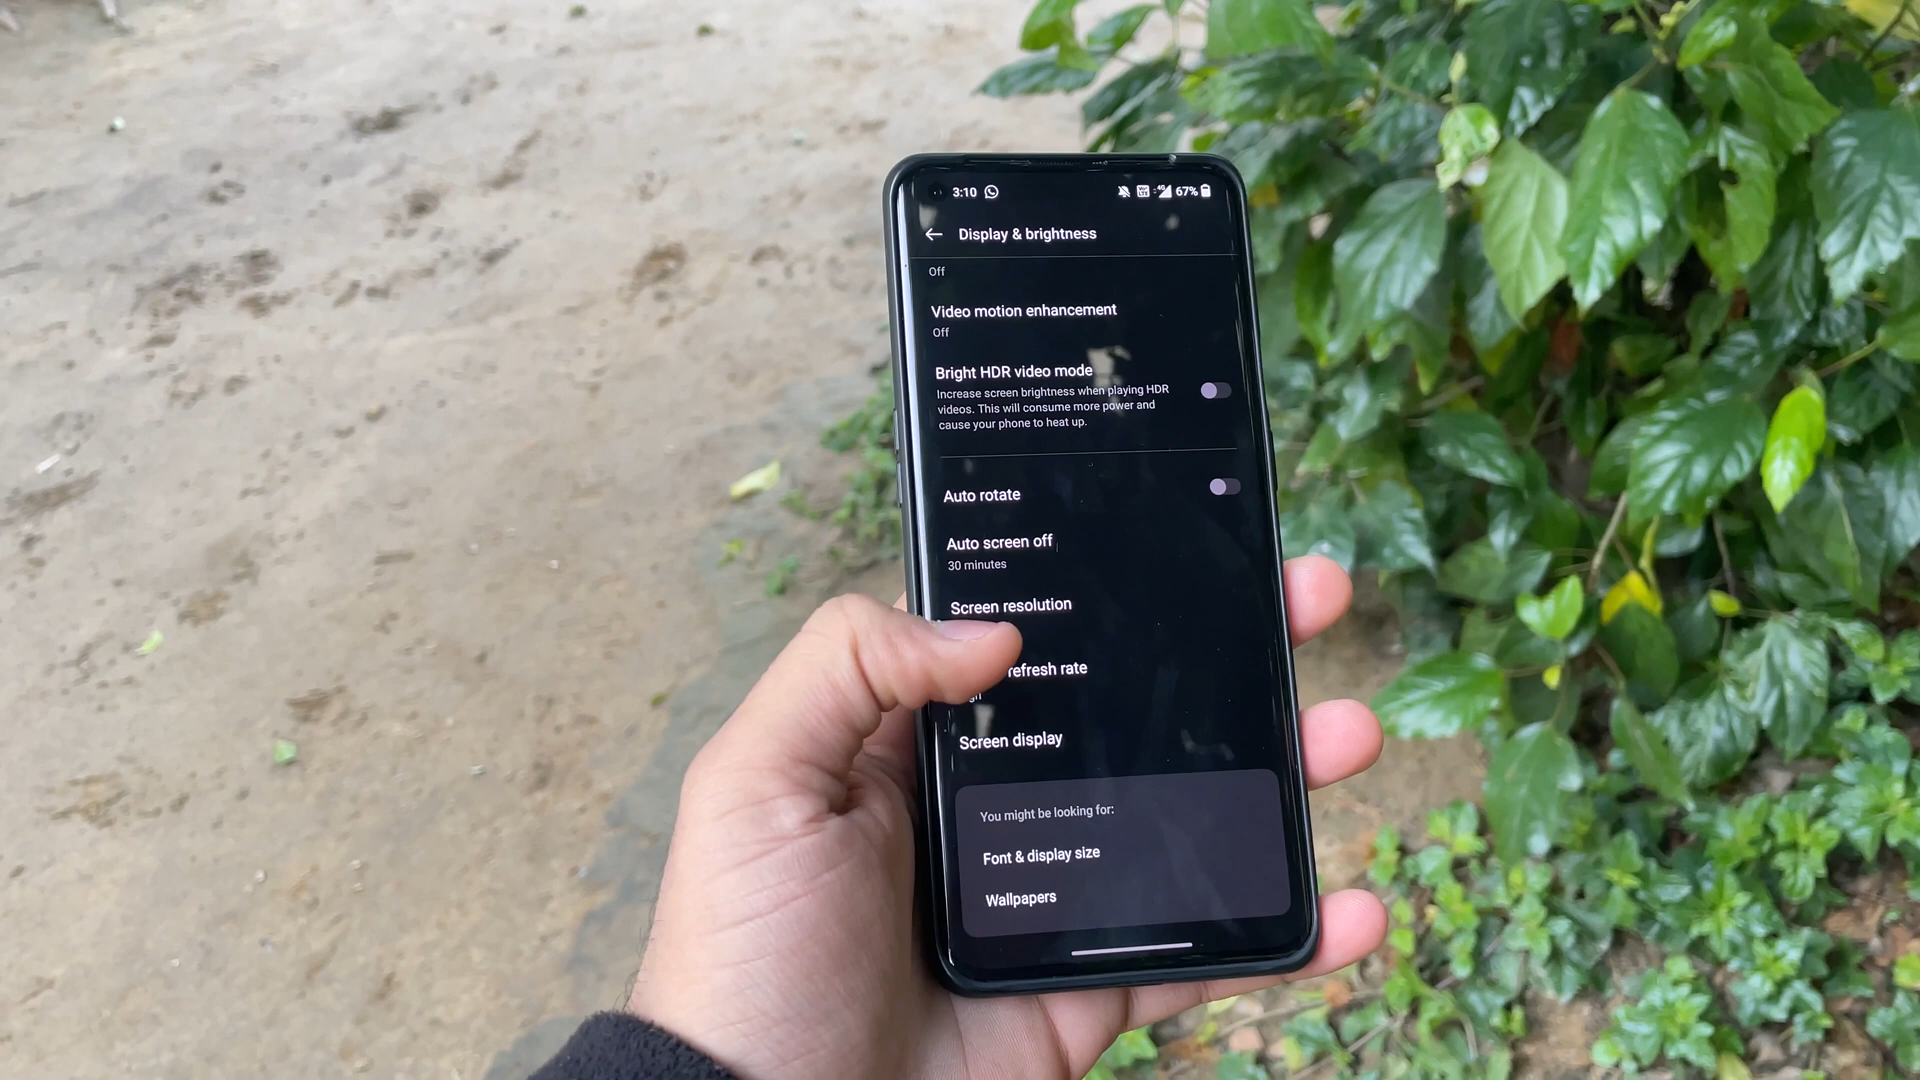 3:10 67%
Display & brightness
Off
Video motion enhancement
Off
Bright HDR video mode
Increase screen brightness when playing HDR
videos. This will consume more power and
cause your phone to heat up.
Auto rotate
Auto screen off
30 minutes
Screen resolution
refresh rate
Screen display
You might be looking for:
Font & display size
Wallpapers